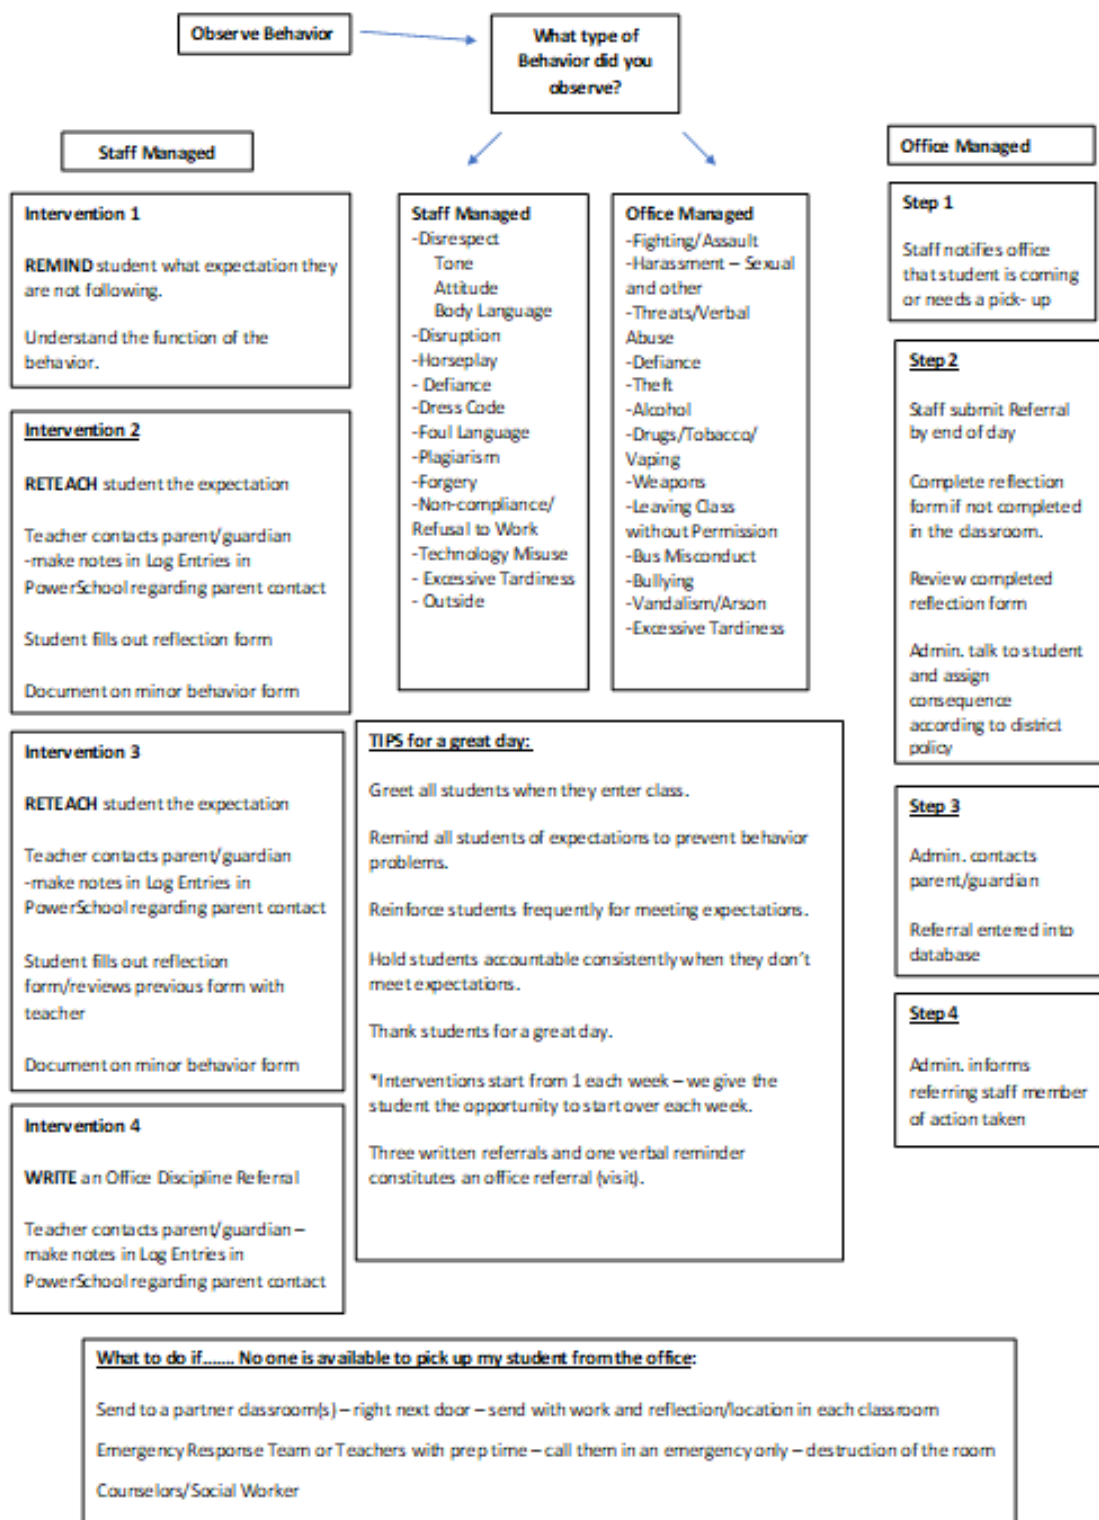 Observe Behavior
What type of
Behavior did you
observe?
Staff Managed
Office Managed
Intervention 1
REMIND student what expectation they
are not following.
Understand the function of the
behavior.
Intervention 2
RETEACH student the expectation
Teacher contacts parent/guardian
-make notes in Log Entries in
PowerSchool regarding parent contact
Student fills out reflection form
Document on minor behavior form
Intervention 3
RETEACH student the expectation
Teacher contacts parent/guardian
-make notes in Log Entries in
PowerSchool regarding parent contact
Student fills out reflection
form/reviews previous form with
teacher
Document on minor behavior form
Intervention 4
WRITE an Office Discipline Referral
Teacher contacts parent/guardian –
make notes in Log Entries in
PowerSchool regarding parent contact
Staff Managed
-Disrespect
Tone
Attitude
Body Language
-Disruption
-Horseplay
- Defiance
-Dress Code
-Foul Language
-Plagiarism
-Forgery
-Non-compliance/
Refusal to Work
-Technology Misuse
- Excessive Tardiness
- Outside
Office Managed
-Fighting/Assault
-Harassment – Sexual
and other
-Threats/Verbal
Abuse
-Defiance
-Theft
-Alcohol
-Drugs/Tobacco/
Vaping
-Weapons
-Leaving Class
without Permission
-Bus Misconduct
-Bullying
-Vandalism/Arson
-Excessive Tardiness
TIPS for a great day:
Greet all students when they enter class.
Remind all students of expectations to prevent behavior
problems.
Reinforce students frequently for meeting expectations.
Hold students accountable consistently when they don't
meet expectations.
Thank students for a great day.
*Interventions start from 1 each week – we give the
student the opportunity to start over each week.
Three written referrals and one verbal reminder
constitutes an office referral (visit).
Step 1
Staff notifies office
that student is coming
or needs a pick- up
Step 2
Staff submit Referral
by end of day
Complete reflection
form if not completed
in the classroom.
Review completed
reflection form
Admin. talk to student
and assign
consequence
according to district
policy
Step 3
Admin. contacts
parent/guardian
Referral entered into
database
Step 4
Admin. informs
referring staff member
of action taken
What to do if....... No one is available to pick up my student from the office:
Send to a partner classroom(s) – right next door – send with work and reflection/location in each classroom
Emergency Response Team or Teachers with prep time – call them in an emergency only – destruction of the room
Counselors/Social Worker